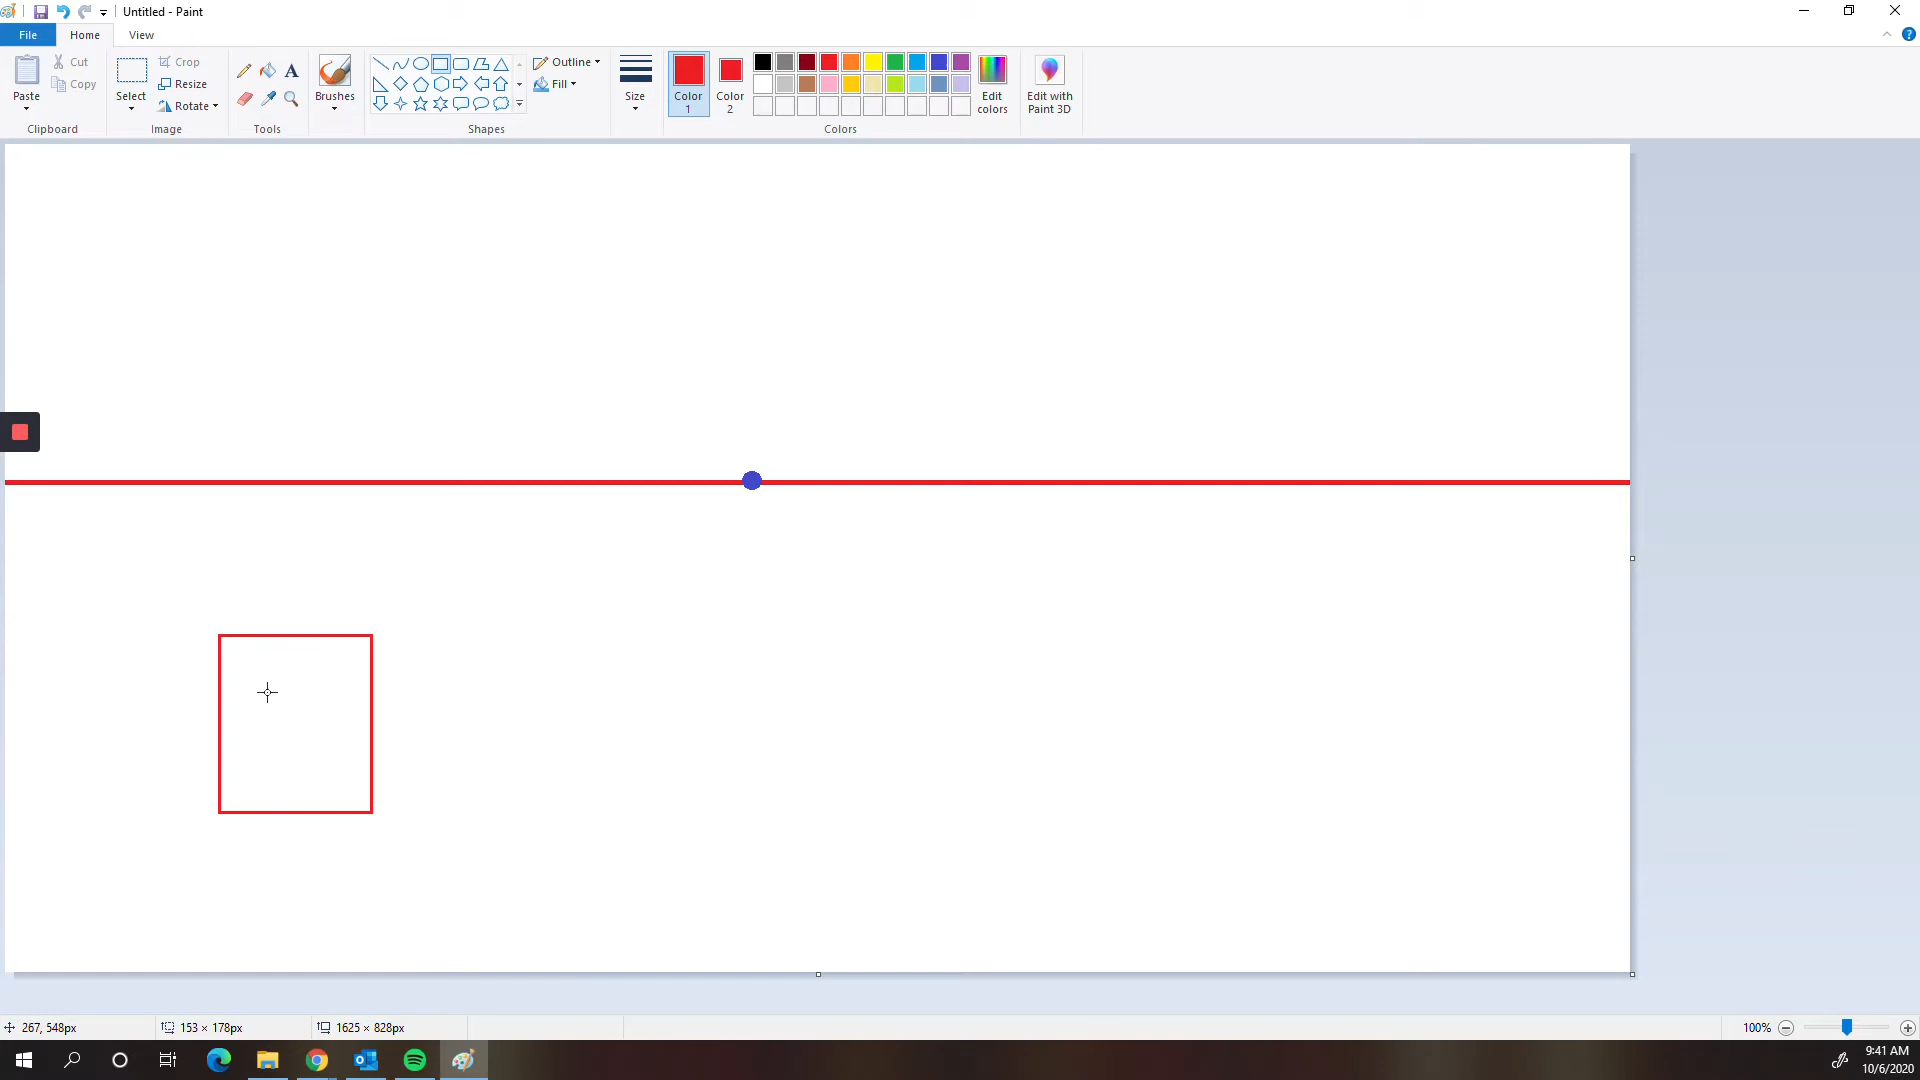 Untitled - Paint
File Home View
Paste
Cut
Copy
Clipboard
Select
Crop
Resize
Rotate
Image
A
Tools
Brushes
Outline
Fill
Shapes
Size
Color 1
Color 2
Edit colors
Colors
Edit with Paint 3D
?
267, 548px 153 × 178px 1625 × 828px 100%
9:41 AM
10/6/2020